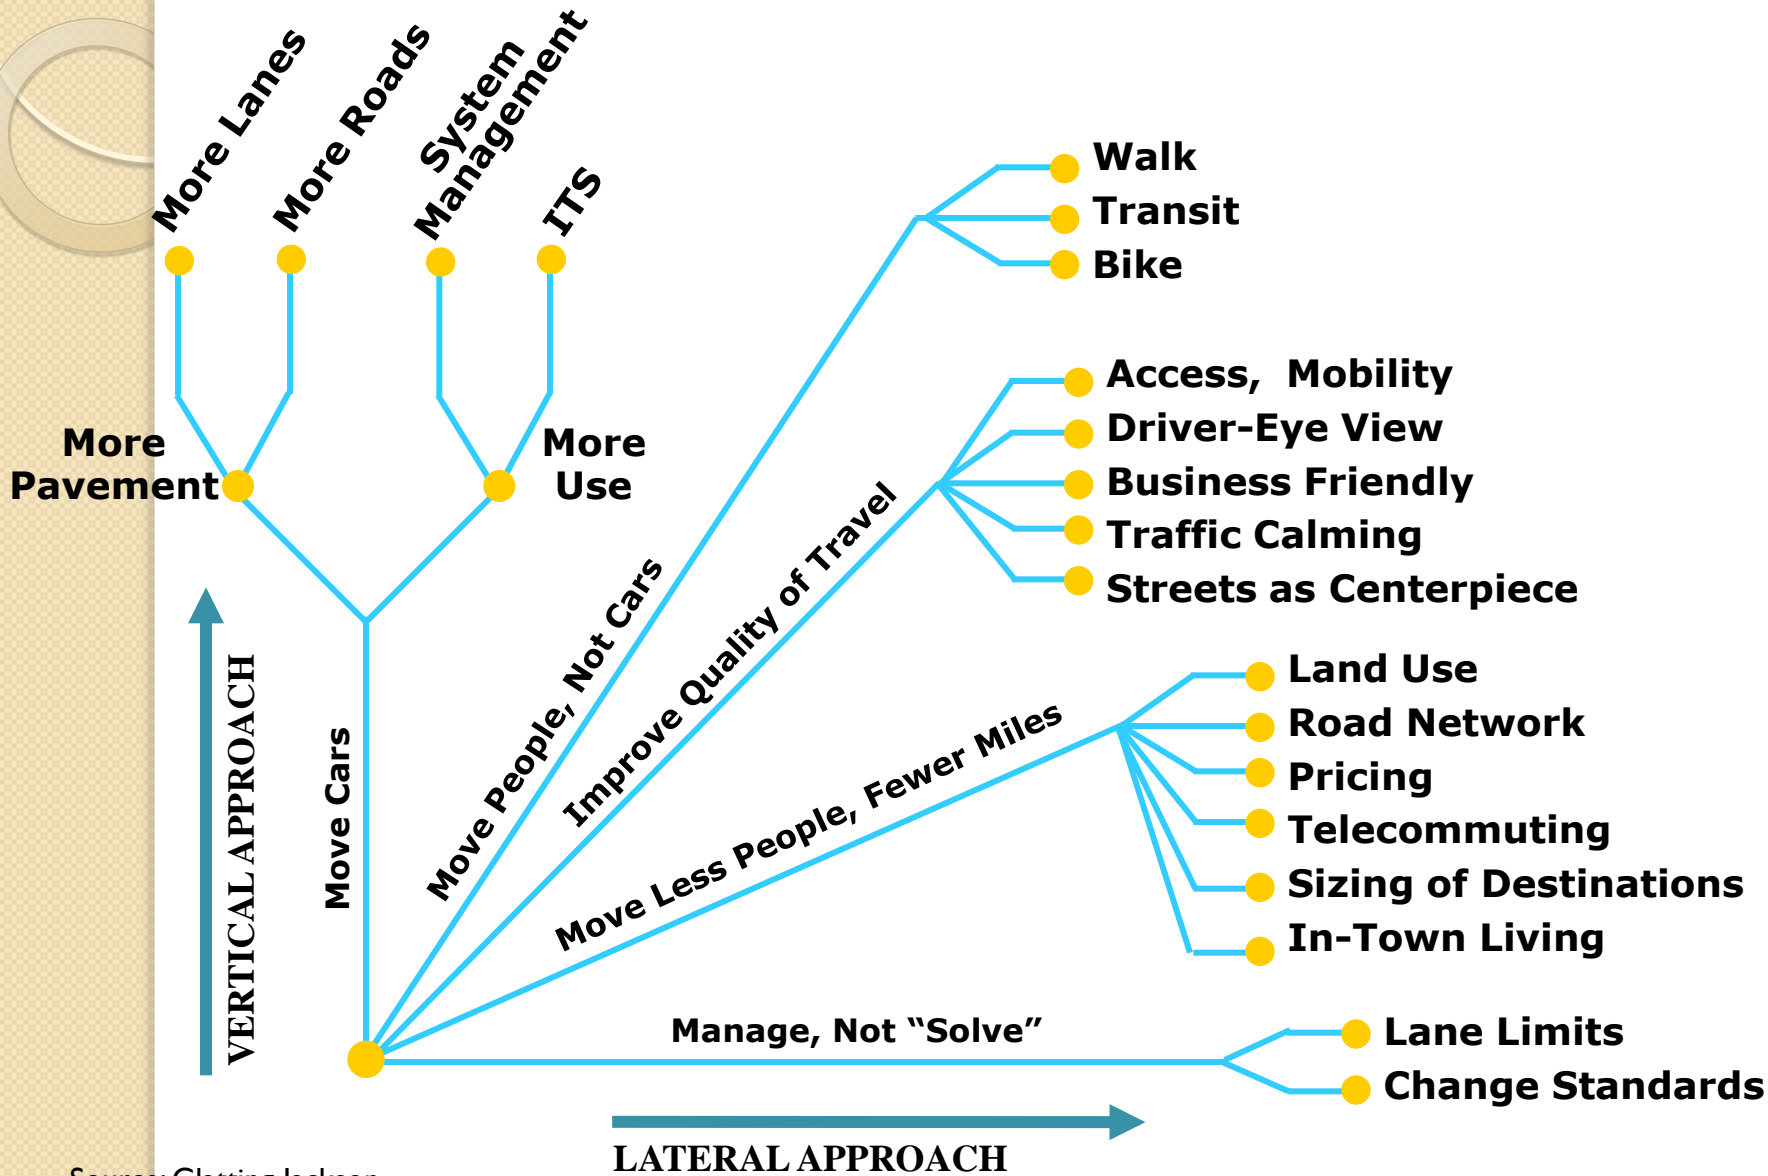 More Lanes
More Roads
System
Management
ITS
More
Pavement
More
Use
Move Cars
VERTICAL APPROACH
Move People, Not Cars
Walk
Transit
Bike
Improve Quality of Travel
Access,  Mobility
Driver-Eye View
Business Friendly
Traffic Calming
Streets as Centerpiece
Move Less People, Fewer Miles
Land Use
Road Network
Pricing
Telecommuting
Sizing of Destinations
In-Town Living
Manage, Not “Solve”
Lane Limits
Change Standards
LATERAL APPROACH
Source: Glatting Jackson